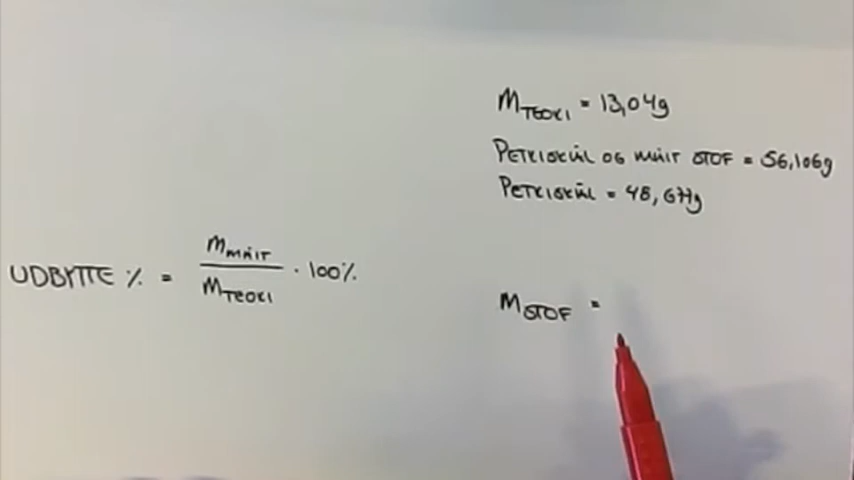 MTEORI = 13,04g
PETRISKÅL OG MÅLT STOF = 56,106g
PETRISKÅL = 48,677g
UDBYTTE % = MMÅLT / MTEORI · 100%
MSTOF =